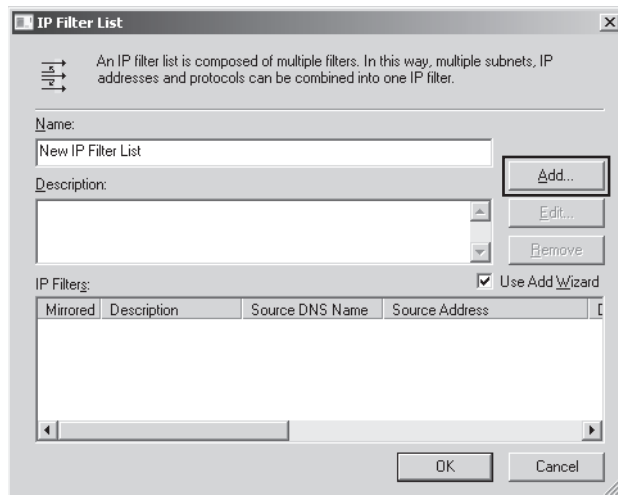 IP Filter List
An IP filter list is composed of multiple filters. In this way, multiple subnets, IP
addresses and protocols can be combined into one IP filter.
Name:
New IP Filter List
Add...
Description:
Edit...
Remove
IP Filters:
Use Add Wizard
Mirrored Description Source DNS Name Source Address
OK Cancel